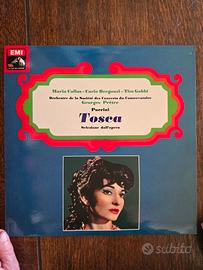 EMI
Maria Callas - Carlo Bergonzi - Tito Gobbi
Orchestre de la Société des Concerts du Conservatoire
Georges Prêtre
Puccini
Tosca
Selezione dall'opera
subito